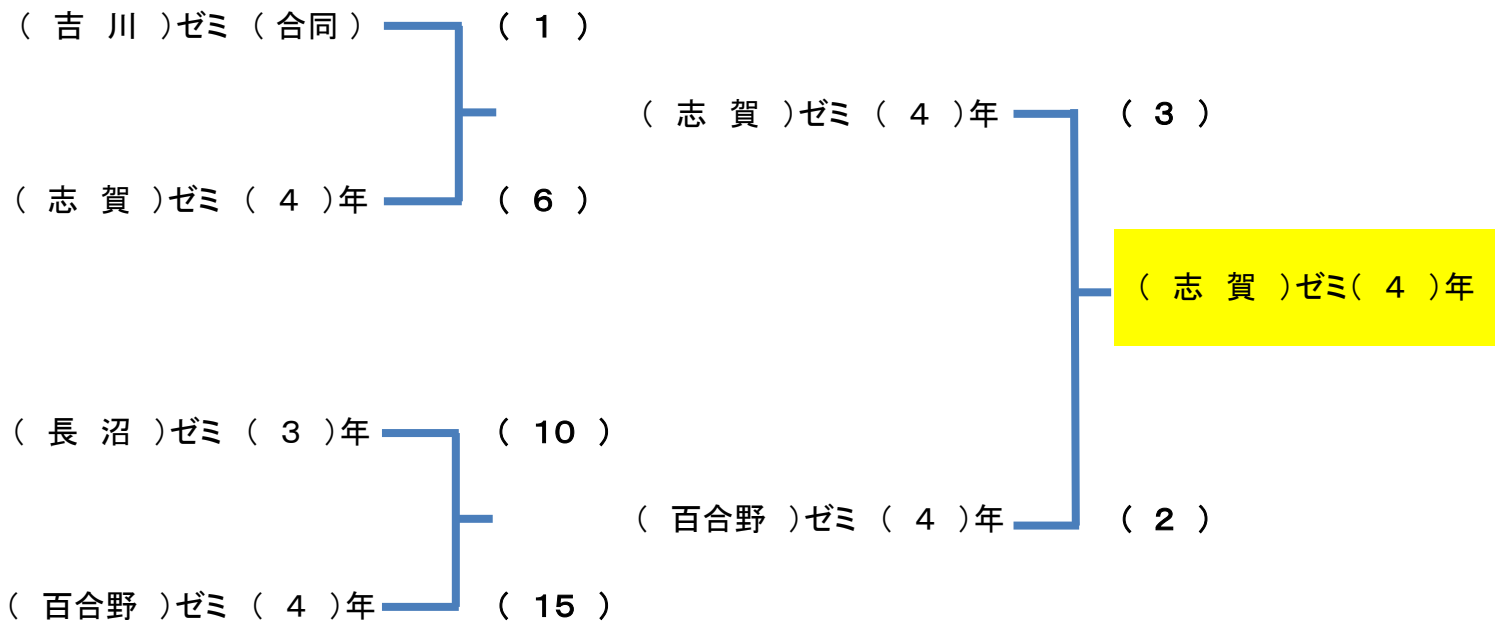 ( 吉 川 )ゼミ ( 合同 ) ( 1 )
( 志 賀 )ゼミ ( 4 )年 ( 3 )
( 志 賀 )ゼミ ( 4 )年 ( 6 )
( 志 賀 )ゼミ( 4 )年
( 長 沼 )ゼミ ( 3 )年 ( 10 )
( 百合野 )ゼミ ( 4 )年 ( 2 )
( 百合野 )ゼミ ( 4 )年 ( 15 )